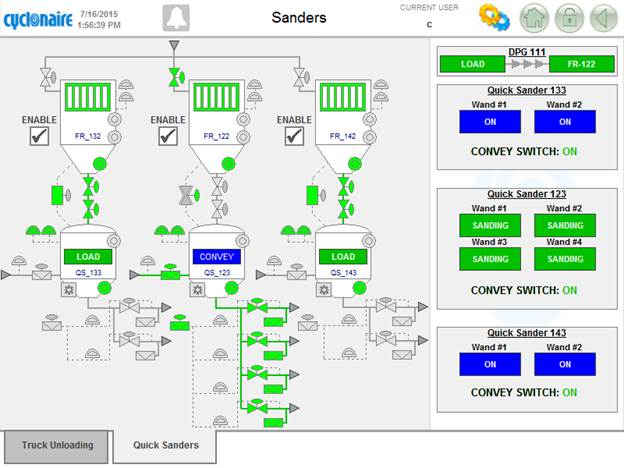 cyclonaire
7/16/2015
1:56:39 PM
Sanders
CURRENT USER
C
ENABLE
FR_132
ENABLE
FR_122
ENABLE
FR_142
LOAD
QS_133
CONVEY
QS_123
LOAD
QS_143
DPG 111
LOAD
FR-122
Quick Sander 133
Wand #1 Wand #2
ON ON
CONVEY SWITCH: ON
Quick Sander 123
Wand #1 Wand #2
SANDING SANDING
Wand #3 Wand #4
SANDING SANDING
CONVEY SWITCH: ON
Quick Sander 143
Wand #1 Wand #2
ON ON
CONVEY SWITCH: ON
Truck Unloading
Quick Sanders